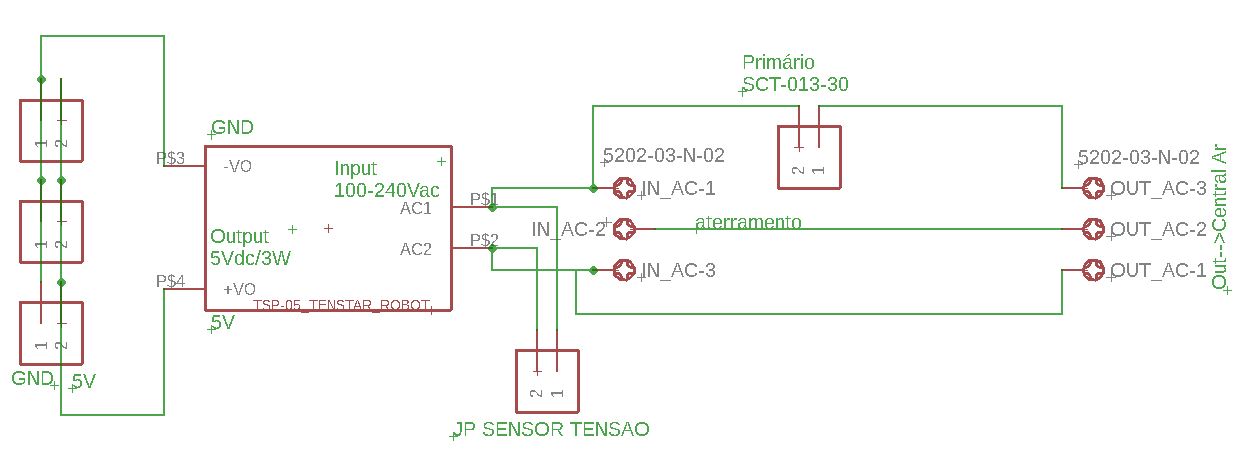 Primário
SCT-013-30
2
1
5202-03-N-02
5202-03-N-02
GND
P$3
-VO
Input
100-240Vac
AC1
P$1
IN_AC-1
OUT_AC-3
1
2
IN_AC-2
aterramento
OUT_AC-2
Out-->Central Ar
Output
5Vdc/3W
AC2
P$2
1
2
IN_AC-3
OUT_AC-1
P$4
+VO
TSP-05_TENSTAR_ROBOT
5V
1
2
GND
5V
2
1
JP SENSOR TENSAO